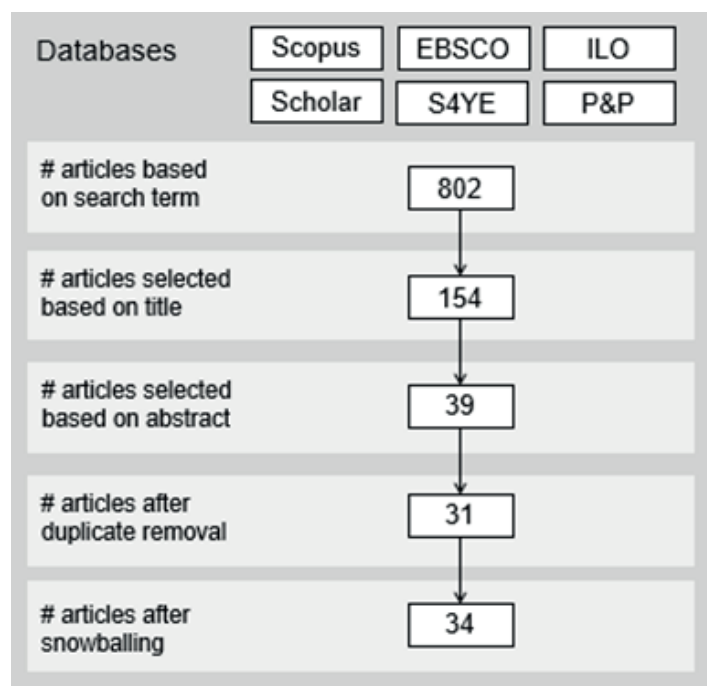 Databases Scopus EBSCO ILO
Scholar S4YE P&P
# articles based
on search term
802
# articles selected
based on title
154
# articles selected
based on abstract
39
# articles after
duplicate removal
31
# articles after
snowballing
34